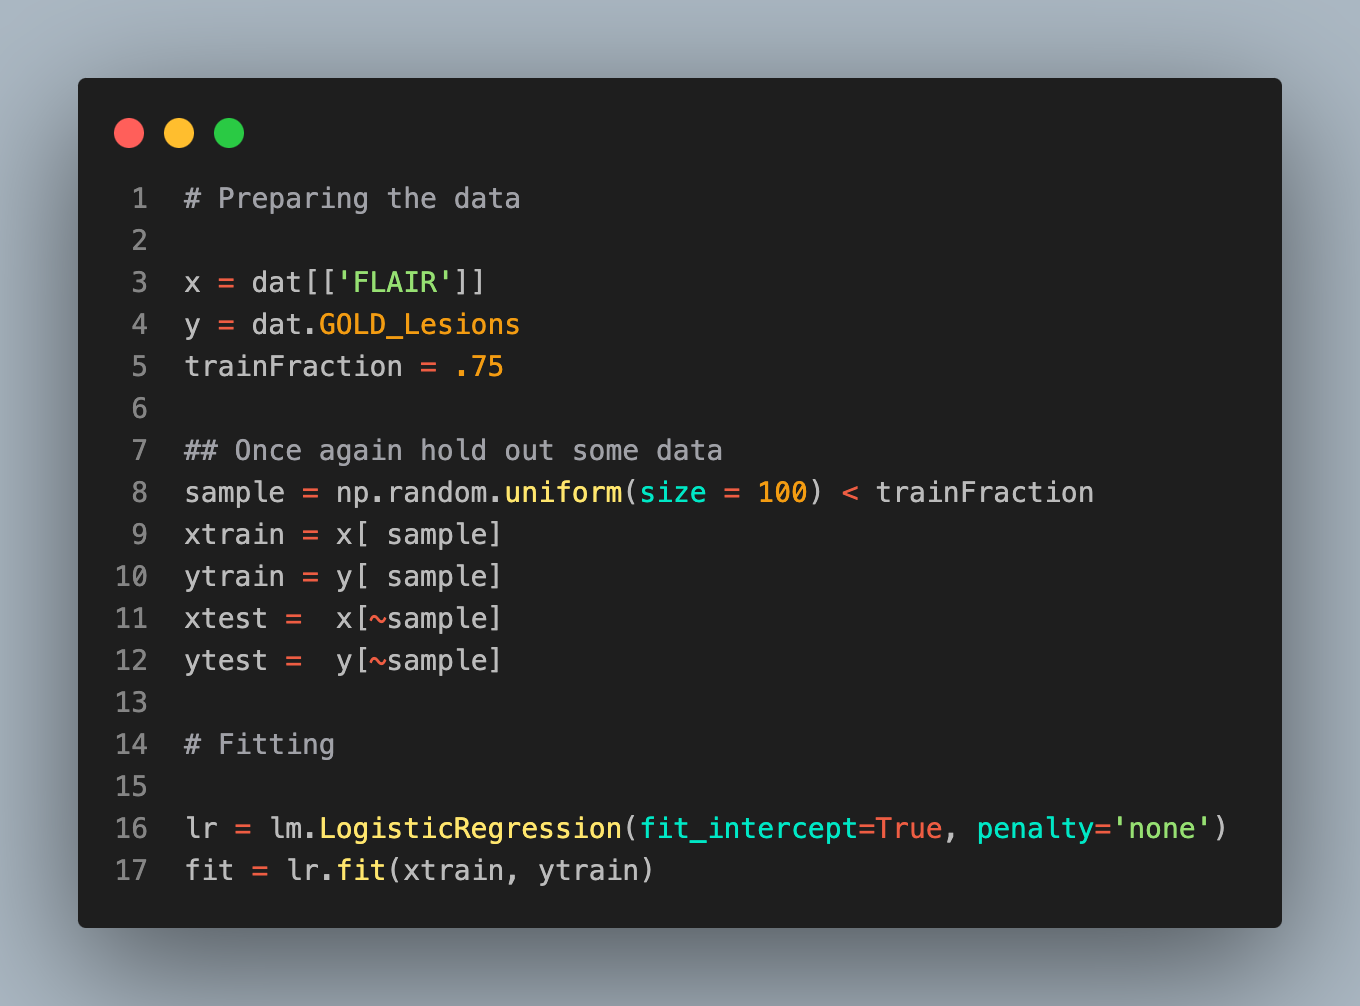 1 # Preparing the data
2
3 x = dat[['FLAIR']]
4 y = dat.GOLD_Lesions
5 trainFraction = .75
6
7 ## Once again hold out some data
8 sample = np.random.uniform(size = 100) < trainFraction
9 xtrain = x[ sample]
10 ytrain = y[ sample]
11 xtest =  x[~sample]
12 ytest =  y[~sample]
13
14 # Fitting
15
16 lr = lm.LogisticRegression(fit_intercept=True, penalty='none')
17 fit = lr.fit(xtrain, ytrain)